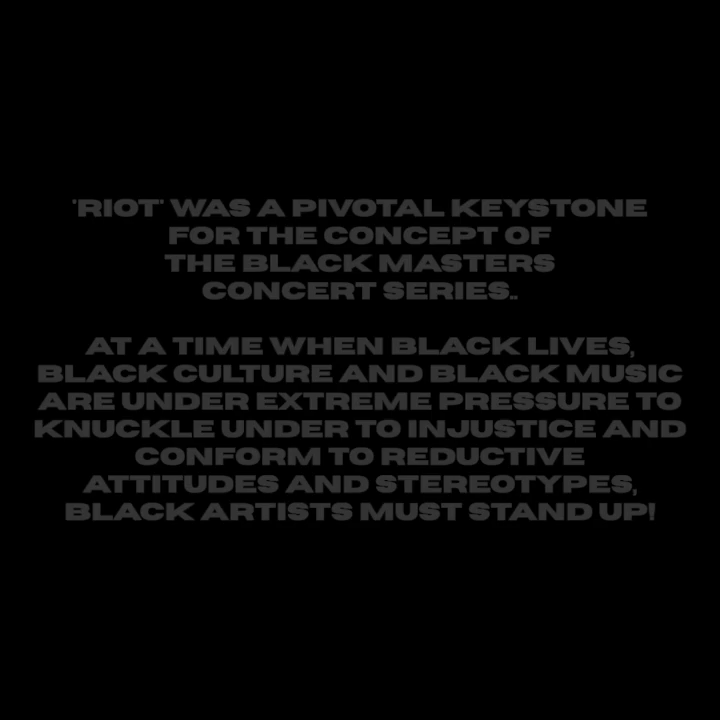 'RIOT' WAS A PIVOTAL KEYSTONE
FOR THE CONCEPT OF
THE BLACK MASTERS
CONCERT SERIES..
AT A TIME WHEN BLACK LIVES,
BLACK CULTURE AND BLACK MUSIC
ARE UNDER EXTREME PRESSURE TO
KNUCKLE UNDER TO INJUSTICE AND
CONFORM TO REDUCTIVE
ATTITUDES AND STEREOTYPES,
BLACK ARTISTS MUST STAND UP!